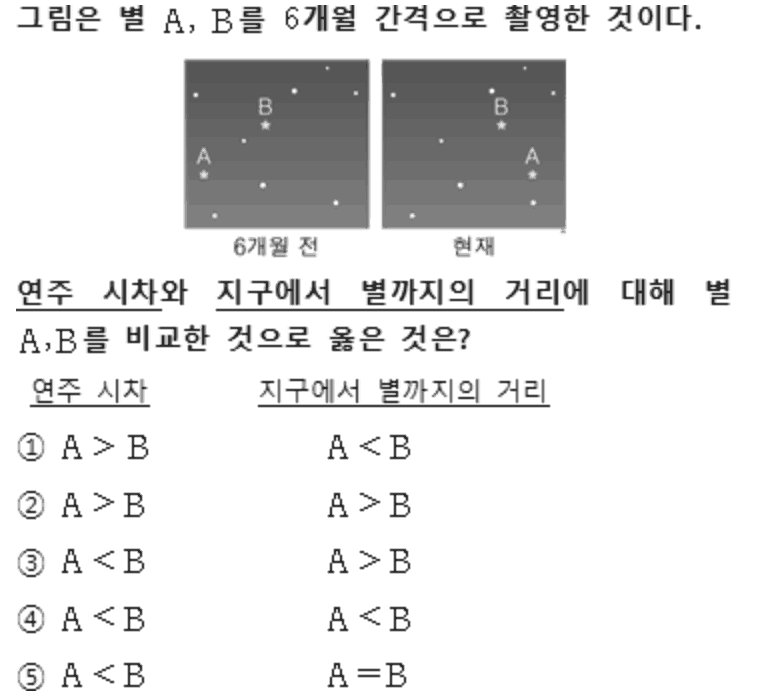 그림은 별 A, B를 6개월 간격으로 촬영한 것이다.
B
A
B
A
6개월 전
현재
연주 시차와 지구에서 별까지의 거리에 대해 별
A,B를 비교한 것으로 옳은 것은?
연주 시차 지구에서 별까지의 거리
① A > B A < B
② A > B A > B
③ A < B A > B
④ A < B A < B
⑤ A < B A = B